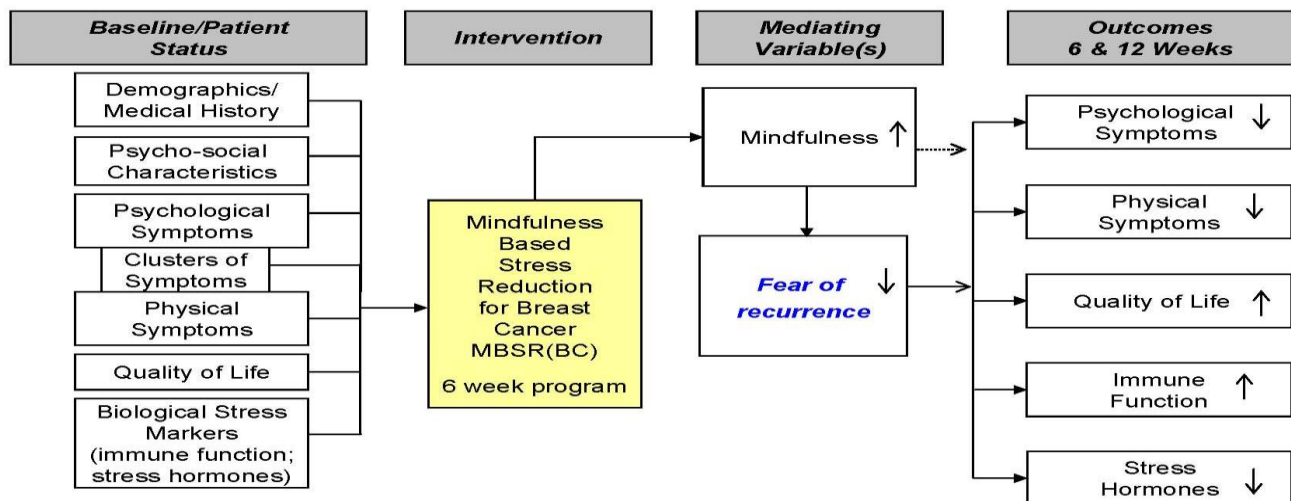 Baseline/Patient
Status
Intervention
Mediating
Variable(s)
Outcomes
6 & 12 Weeks
Demographics/
Medical History
Psycho-social
Characteristics
Psychological
Symptoms
Clusters of
Symptoms
Physical
Symptoms
Quality of Life
Biological Stress
Markers
(immune function;
stress hormones)
Mindfulness
Based
Stress
Reduction
for Breast
Cancer
MBSR(BC)
6 week program
Mindfulness ↑
Fear of
recurrence ↓
Psychological
Symptoms ↓
Physical
Symptoms ↓
Quality of Life ↑
Immune
Function ↑
Stress
Hormones ↓